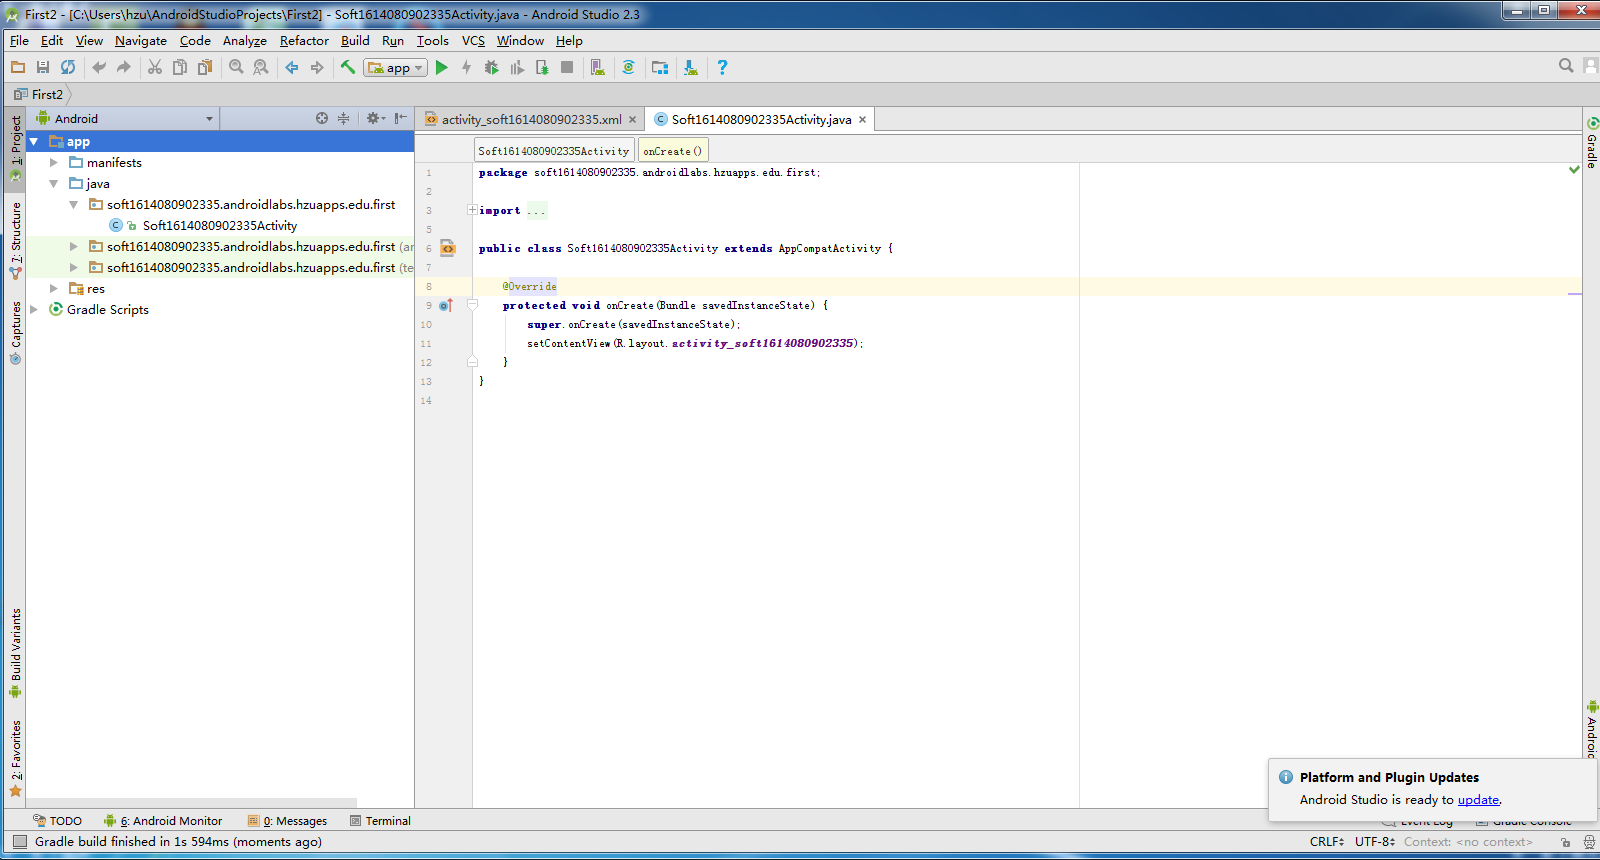 First2 - [C:\Users\hzu\AndroidStudioProjects\First2] - Soft1614080902335Activity.java - Android Studio 2.3
File Edit View Navigate Code Analyze Refactor Build Run Tools VCS Window Help
app
First2
Android
activity_soft1614080902335.xml
Soft1614080902335Activity.java
1: Project
7: Structure
Captures
Build Variants
2: Favorites
app
manifests
java
soft1614080902335.androidlabs.hzuapps.edu.first
Soft1614080902335Activity
soft1614080902335.androidlabs.hzuapps.edu.first (ar
soft1614080902335.androidlabs.hzuapps.edu.first (te
res
Gradle Scripts
Soft1614080902335Activity onCreate()
1 package soft1614080902335.androidlabs.hzuapps.edu.first;
2
3 import ...
5
6 public class Soft1614080902335Activity extends AppCompatActivity {
7
8 @Override
9 protected void onCreate(Bundle savedInstanceState) {
10 super.onCreate(savedInstanceState);
11 setContentView(R.layout.activity_soft1614080902335);
12 }
13 }
14
Gradle
Android
Platform and Plugin Updates
Android Studio is ready to update.
TODO 6: Android Monitor 0: Messages Terminal Event Log Gradle Console
Gradle build finished in 1s 594ms (moments ago) CRLF UTF-8 Context: <no context>